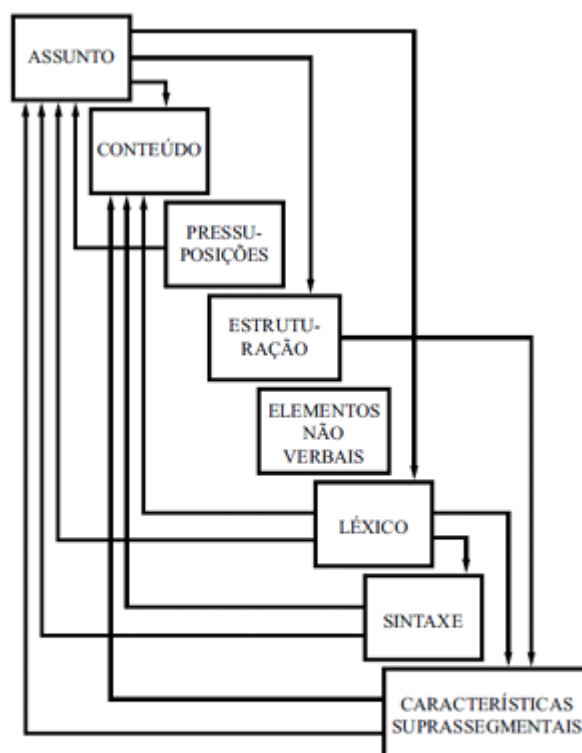 ASSUNTO
CONTEÚDO
PRESSU-
POSIÇÕES
ESTRUTU-
RAÇÃO
ELEMENTOS
NÃO
VERBAIS
LÉXICO
SINTAXE
CARACTERÍSTICAS
SUPRASSEGMENTAIS